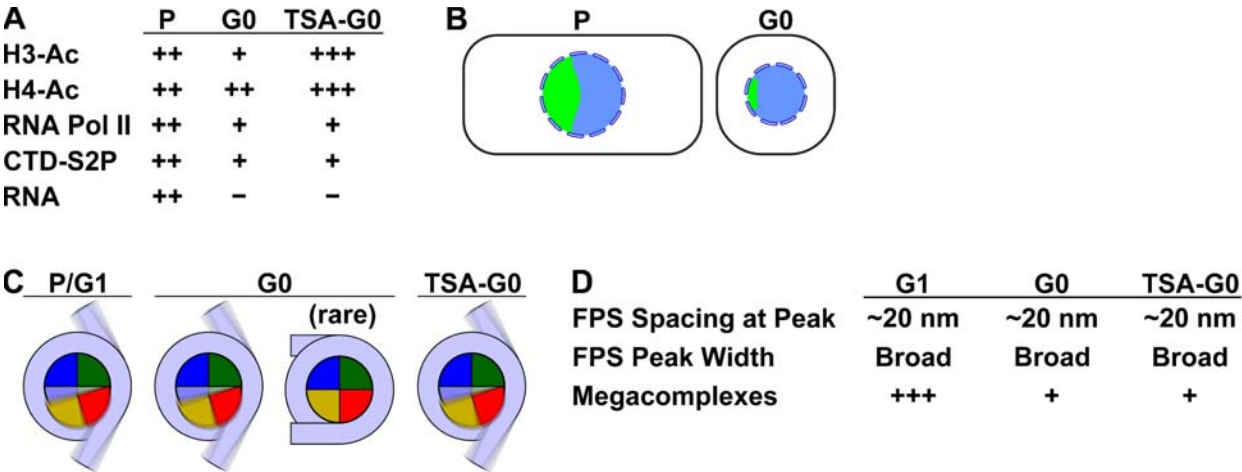 A P G0 TSA-G0
H3-Ac ++ + +++
H4-Ac ++ ++ +++
RNA Pol II ++ + +
CTD-S2P ++ + +
RNA ++ − −
B P G0
C P/G1 G0 TSA-G0
(rare)
D G1 G0 TSA-G0
FPS Spacing at Peak ~20 nm ~20 nm ~20 nm
FPS Peak Width Broad Broad Broad
Megacomplexes +++ + +